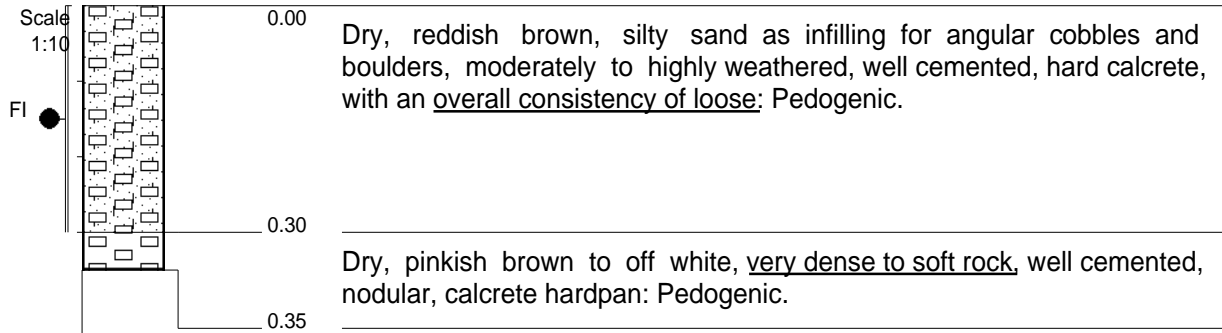 Scale
1:10
FI
0.00
Dry, reddish brown, silty sand as infilling for angular cobbles and
boulders, moderately to highly weathered, well cemented, hard calcrete,
with an overall consistency of loose: Pedogenic.
0.30
Dry, pinkish brown to off white, very dense to soft rock, well cemented,
nodular, calcrete hardpan: Pedogenic.
0.35